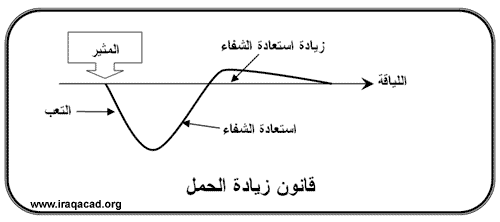 زيادة استعادة الشفاء
المثير
اللياقة
التعب
استعادة الشفاء
قانون زيادة الحمل
www.iraqacad.org